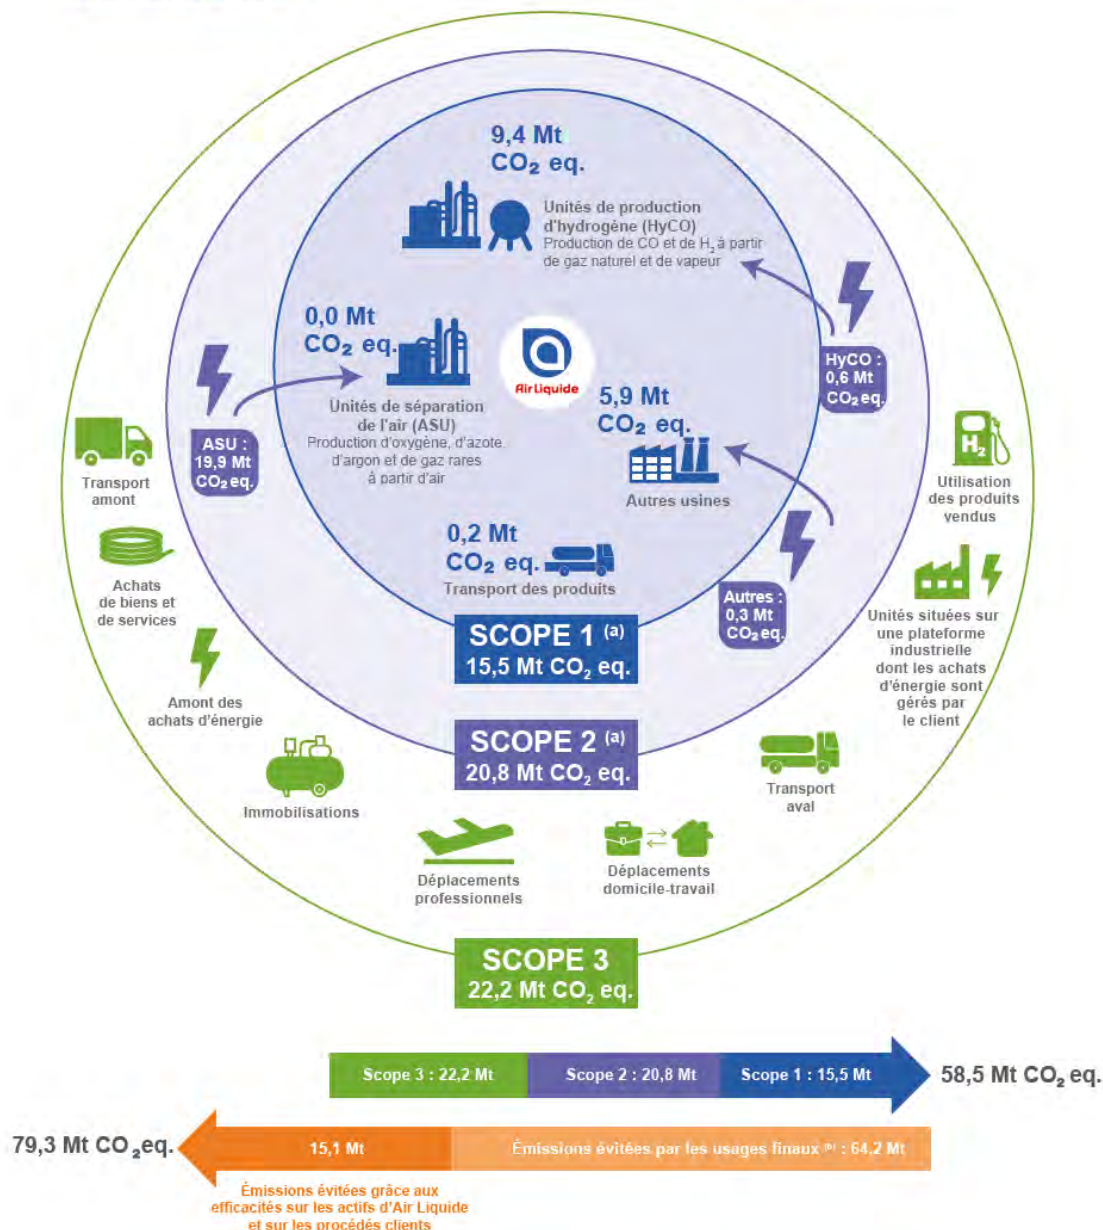 9,4 Mt
CO₂ eq.
Unités de production
d'hydrogène (HyCO)
Production de CO et de H₂ à partir
de gaz naturel et de vapeur
0,0 Mt
CO₂ eq.
Unités de séparation
de l'air (ASU)
Production d'oxygène, d'azote,
d'argon et de gaz rares
à partir d'air
Air Liquide
5,9 Mt
CO₂ eq.
Autres usines
0,2 Mt
CO₂ eq.
Transport des produits
HyCO :
0,6 Mt
CO₂ eq.
ASU :
19,9 Mt
CO₂ eq.
Autres :
0,3 Mt
CO₂ eq.
SCOPE 1 (a)
15,5 Mt CO₂ eq.
SCOPE 2 (a)
20,8 Mt CO₂ eq.
Transport
amont
Achats
de biens et
de services
Amont des
achats d'énergie
Immobilisations
Déplacements
professionnels
Déplacements
domicile-travail
Transport
aval
H₂
Utilisation
des produits
vendus
Unités situées sur
une plateforme
industrielle
dont les achats
d'énergie sont
gérés par
le client
SCOPE 3
22,2 Mt CO₂ eq.
Scope 3 : 22,2 Mt
Scope 2 : 20,8 Mt
Scope 1 : 15,5 Mt
58,5 Mt CO₂ eq.
79,3 Mt CO₂eq.
15,1 Mt
Émissions évitées par les usages finaux (b) : 64,2 Mt
Émissions évitées grâce aux
efficacités sur les actifs d'Air Liquide
et sur les procédés clients